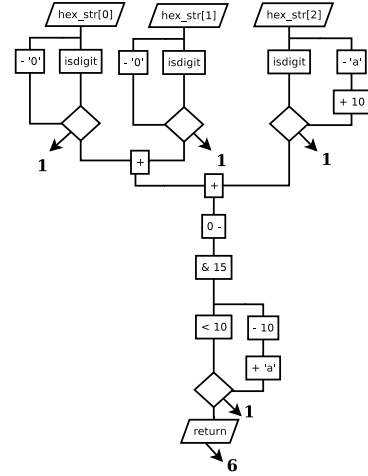 hex_str[0] hex_str[1] hex_str[2]
- '0' isdigit - '0' isdigit isdigit - 'a'
+ 10
1 1 1
+
+
0 -
& 15
< 10 - 10
+ 'a'
1
return
6